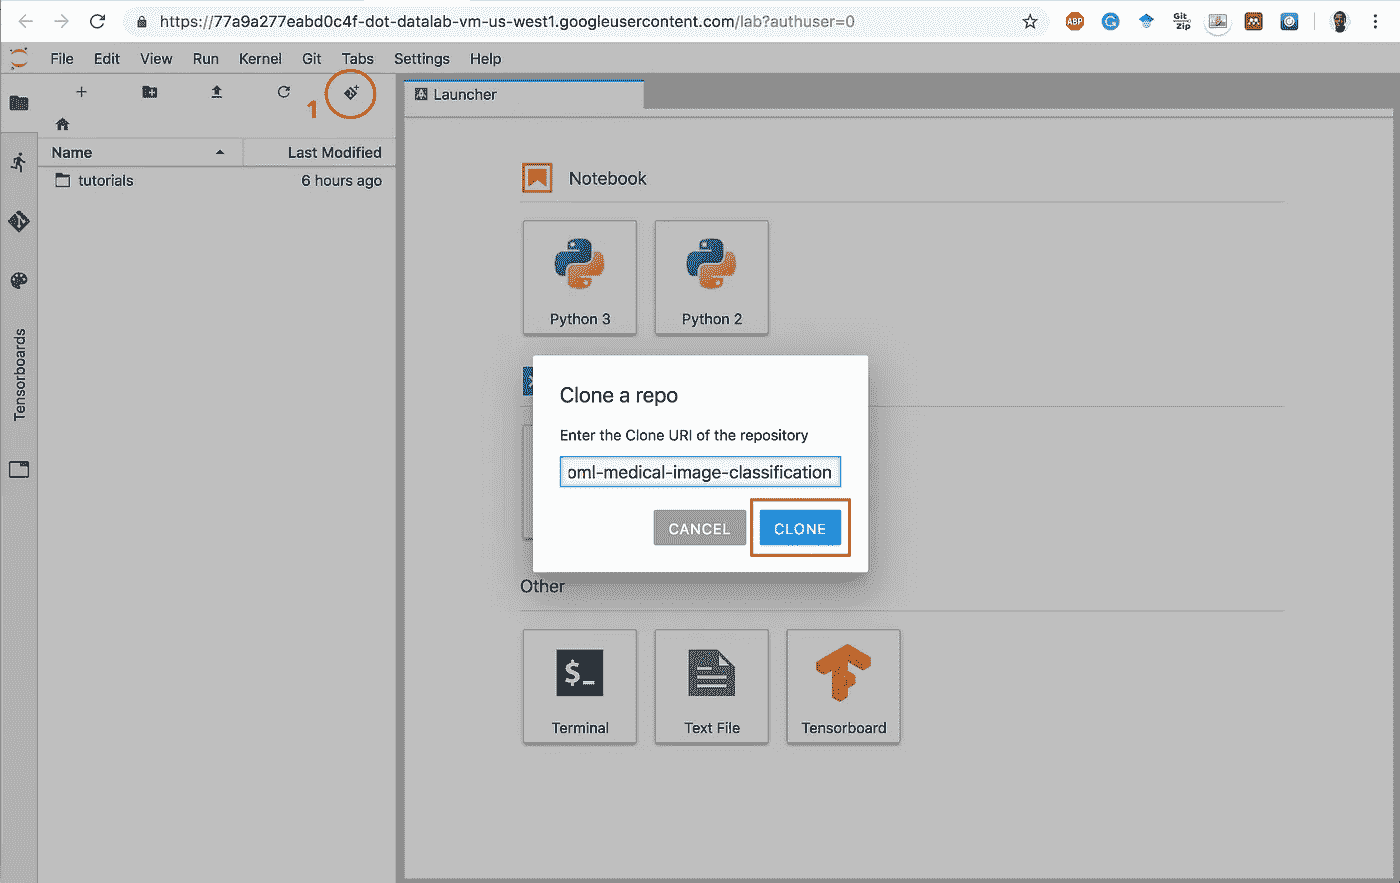 https://77a9a277eabd0c4f-dot-datalab-vm-us-west1.googleusercontent.com/lab?authuser=0
ABP
Git
Zip
File Edit View Run Kernel Git Tabs Settings Help
1
Launcher
Name Last Modified
tutorials 6 hours ago
Notebook
Python 3 Python 2
Tensorboards
Clone a repo
Enter the Clone URI of the repository
oml-medical-image-classification
CANCEL CLONE
Other
$_
Terminal Text File Tensorboard